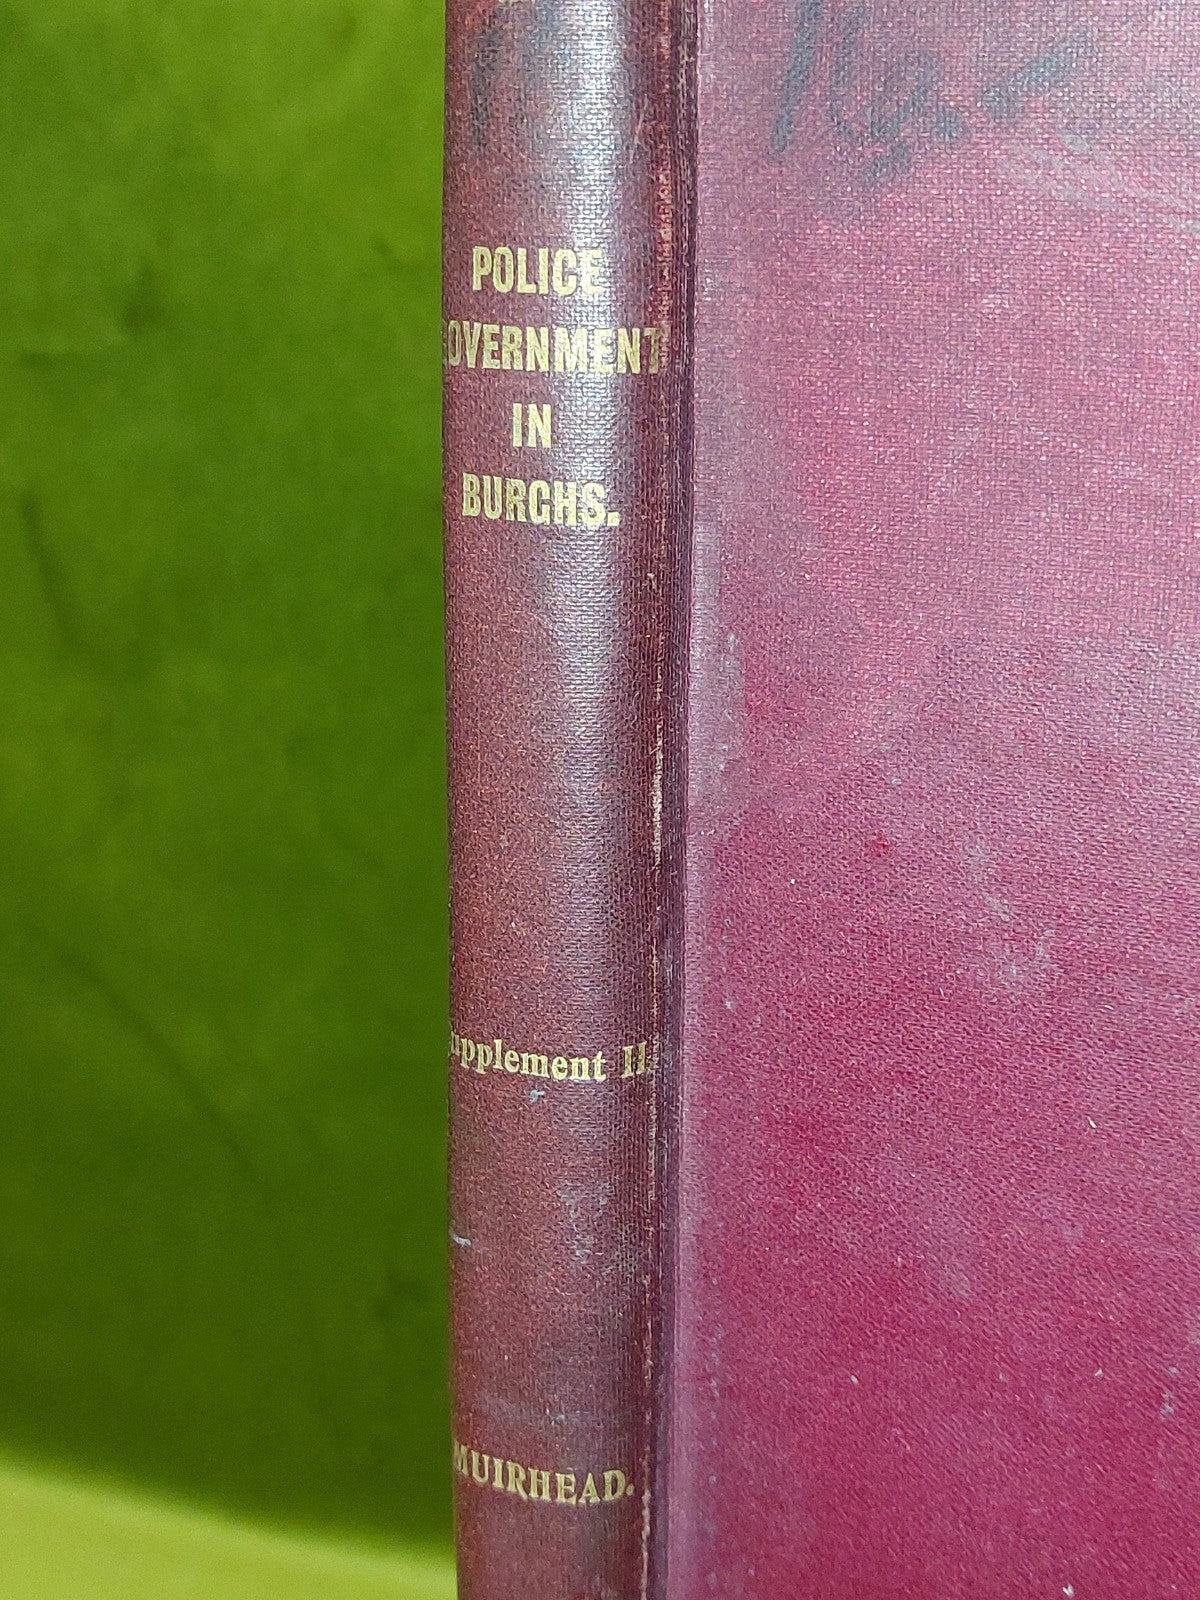 POLICE
GOVERNMENT
IN
BURGHS.
Supplement II.
MUIRHEAD.